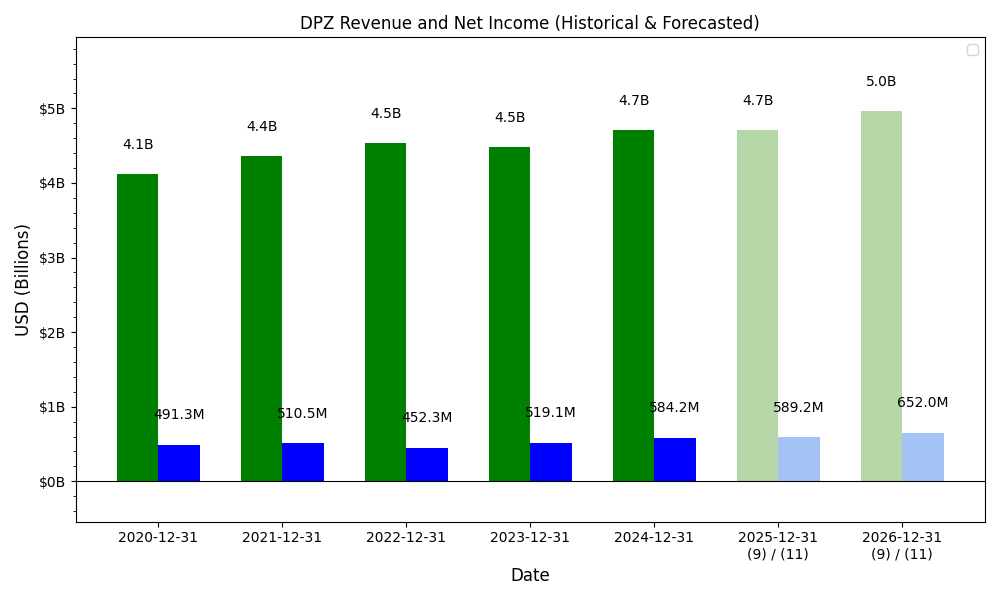 DPZ Revenue and Net Income (Historical & Forecasted)
USD (Billions)
$5B
$4B
$3B
$2B
$1B
$0B
4.1B
4.4B
4.5B
4.5B
4.7B
4.7B
5.0B
491.3M
510.5M
452.3M
519.1M
584.2M
589.2M
652.0M
2020-12-31
2021-12-31
2022-12-31
2023-12-31
2024-12-31
2025-12-31
(9) / (11)
2026-12-31
(9) / (11)
Date